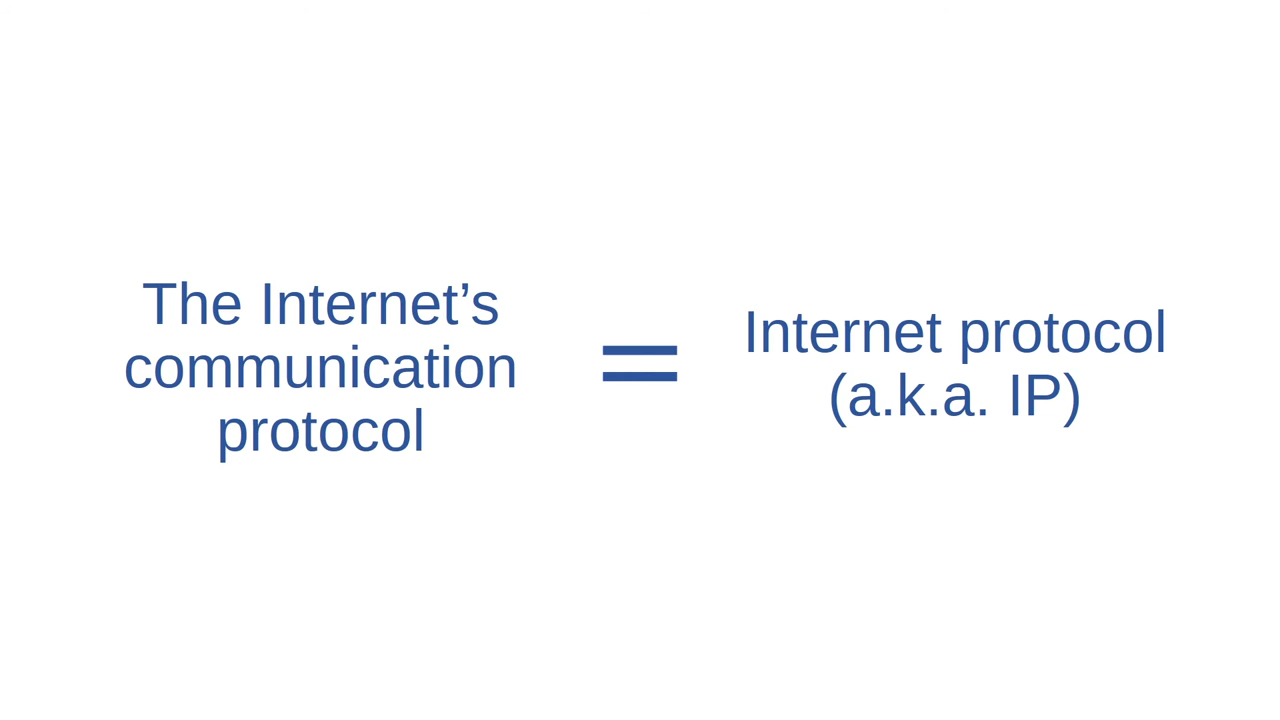 The Internet’s
communication
protocol
=
Internet protocol
(a.k.a. IP)